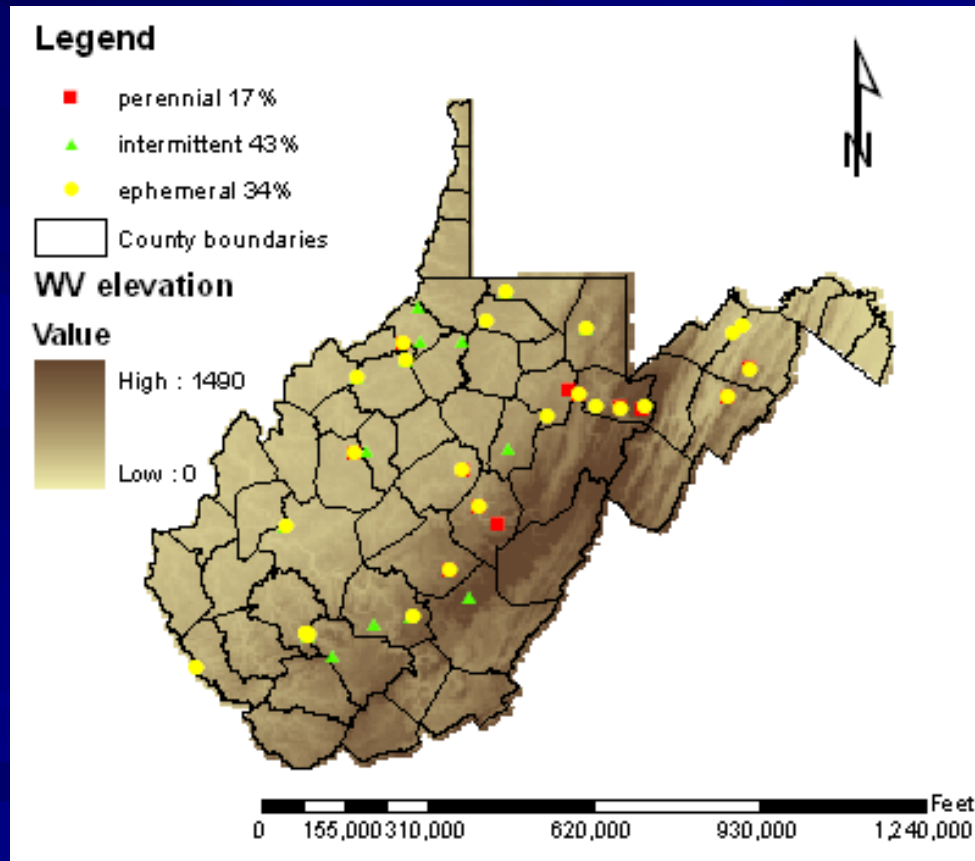 Legend
perennial 17%
intermittent 43%
ephemeral 34%
County boundaries
WV elevation
Value
High : 1490
Low : 0
N
Feet
0 155,000 310,000 620,000 930,000 1,240,000